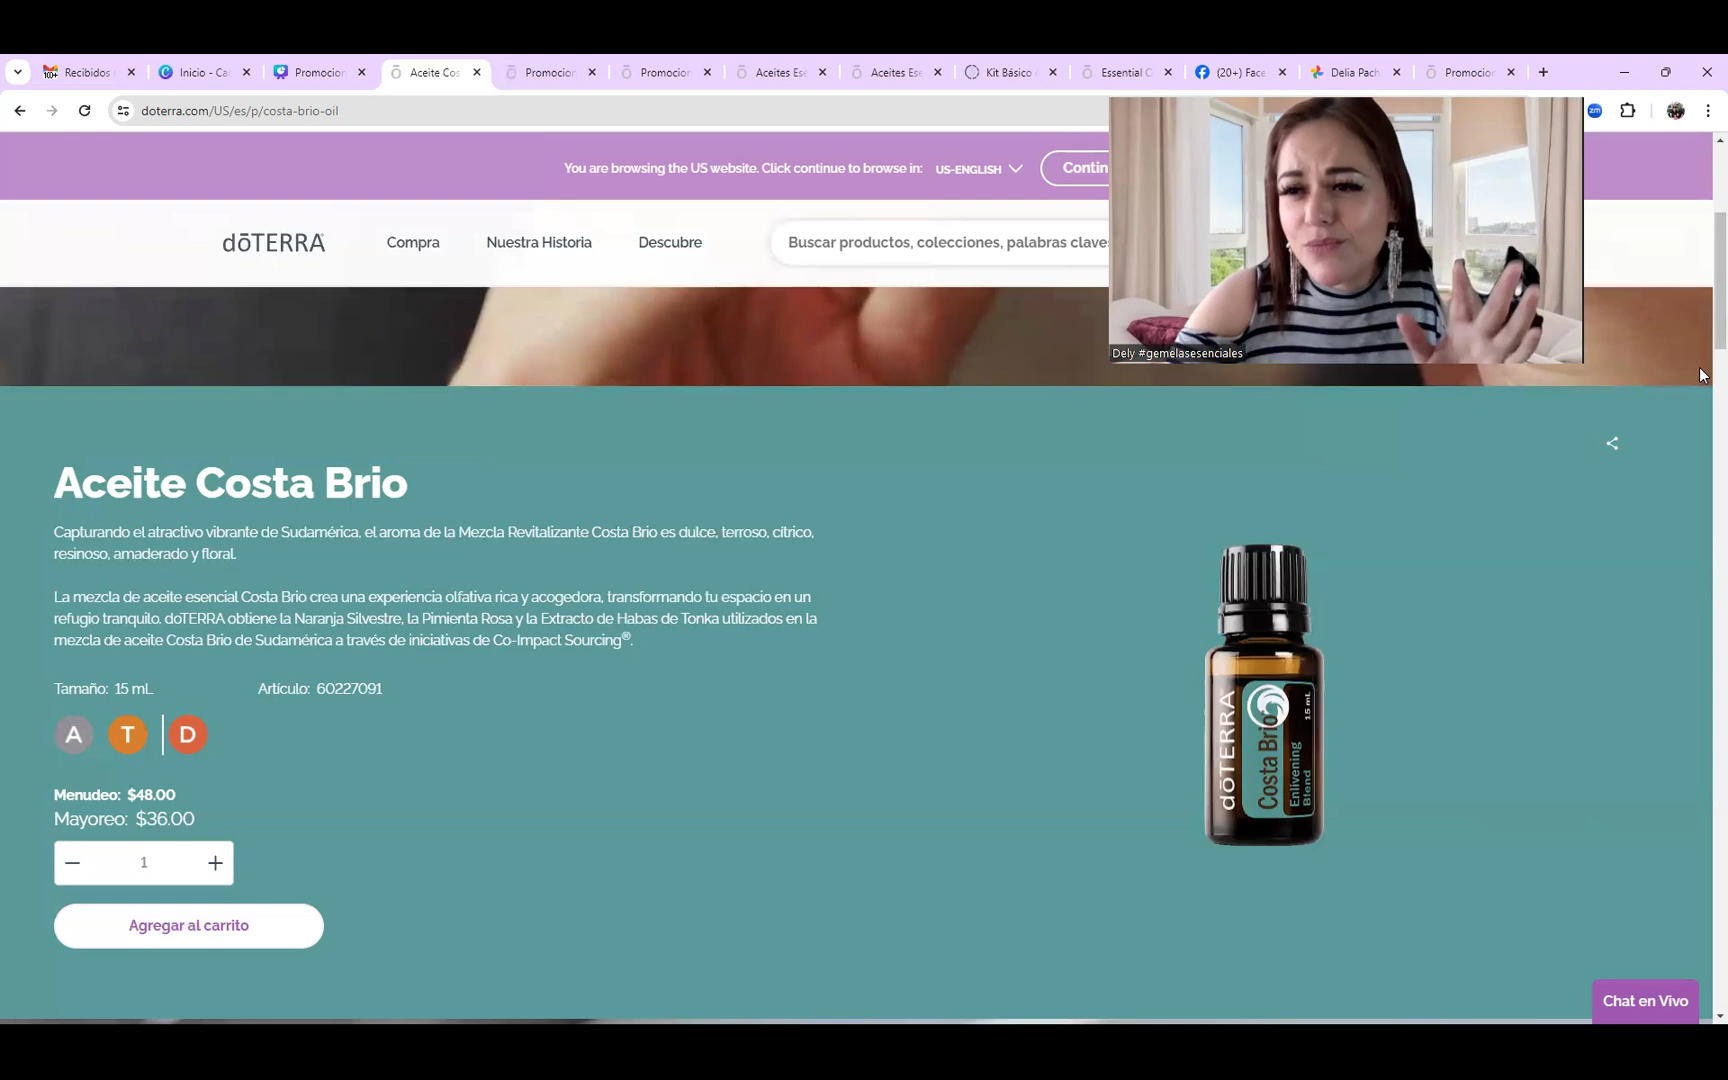 Recibidos
Inicio - Ca
Promocion
Aceite Cos
Promocion
Promocion
Aceites Ese
Aceites Ese
Kit Básico
Essential O
(20+) Face
Delia Pach
Promocion
doterra.com/US/es/p/costa-brio-oil
You are browsing the US website. Click continue to browse in: US-ENGLISH Contin
dōTERRA Compra Nuestra Historia Descubre Buscar productos, colecciones, palabras claves
Dely #gemelasesenciales
Aceite Costa Brio
Capturando el atractivo vibrante de Sudamérica, el aroma de la Mezcla Revitalizante Costa Brio es dulce, terroso, cítrico,
resinoso, amaderado y floral.
La mezcla de aceite esencial Costa Brio crea una experiencia olfativa rica y acogedora, transformando tu espacio en un
refugio tranquilo. doTERRA obtiene la Naranja Silvestre, la Pimienta Rosa y la Extracto de Habas de Tonka utilizados en la
mezcla de aceite Costa Brio de Sudamérica a través de iniciativas de Co-Impact Sourcing®.
Tamaño: 15 mL Artículo: 60227091
A T D
Menudeo: $48.00
Mayoreo: $36.00
1
Agregar al carrito
dōTERRA
Costa Brio
Enlivening
Blend
15 mL
Chat en Vivo